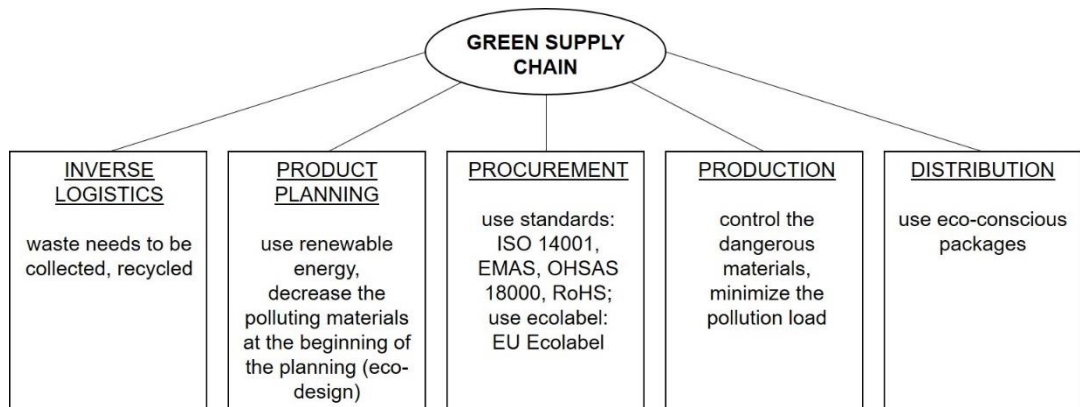 GREEN SUPPLY
CHAIN
INVERSE
LOGISTICS
waste needs to be
collected, recycled
PRODUCT
PLANNING
use renewable
energy,
decrease the
polluting materials
at the beginning of
the planning (eco-
design)
PROCUREMENT
use standards:
ISO 14001,
EMAS, OHSAS
18000, RoHS;
use ecolabel:
EU Ecolabel
PRODUCTION
control the
dangerous
materials,
minimize the
pollution load
DISTRIBUTION
use eco-conscious
packages